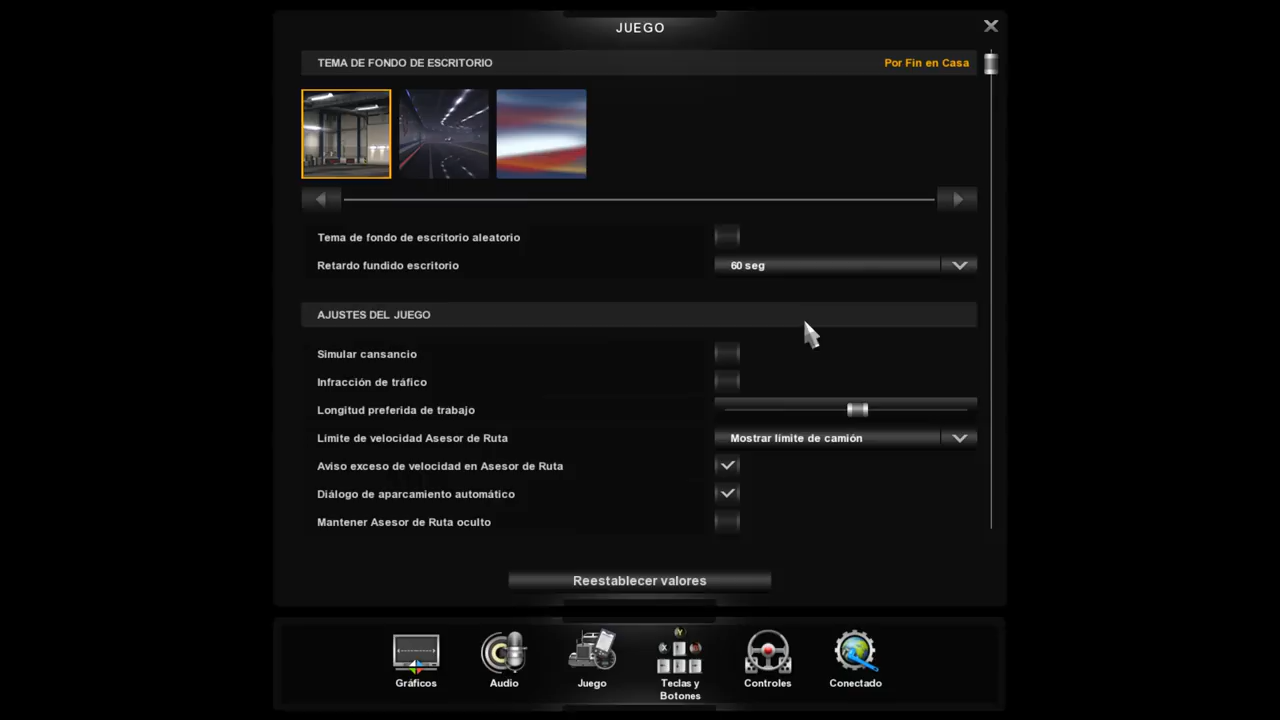 JUEGO
TEMA DE FONDO DE ESCRITORIO
Por Fin en Casa
Tema de fondo de escritorio aleatorio
Retardo fundido escritorio
60 seg
AJUSTES DEL JUEGO
Simular cansancio
Infracción de tráfico
Longitud preferida de trabajo
Límite de velocidad Asesor de Ruta
Mostrar límite de camión
Aviso exceso de velocidad en Asesor de Ruta
Diálogo de aparcamiento automático
Mantener Asesor de Ruta oculto
Reestablecer valores
Gráficos
Audio
Juego
Teclas y
Botones
Controles
Conectado